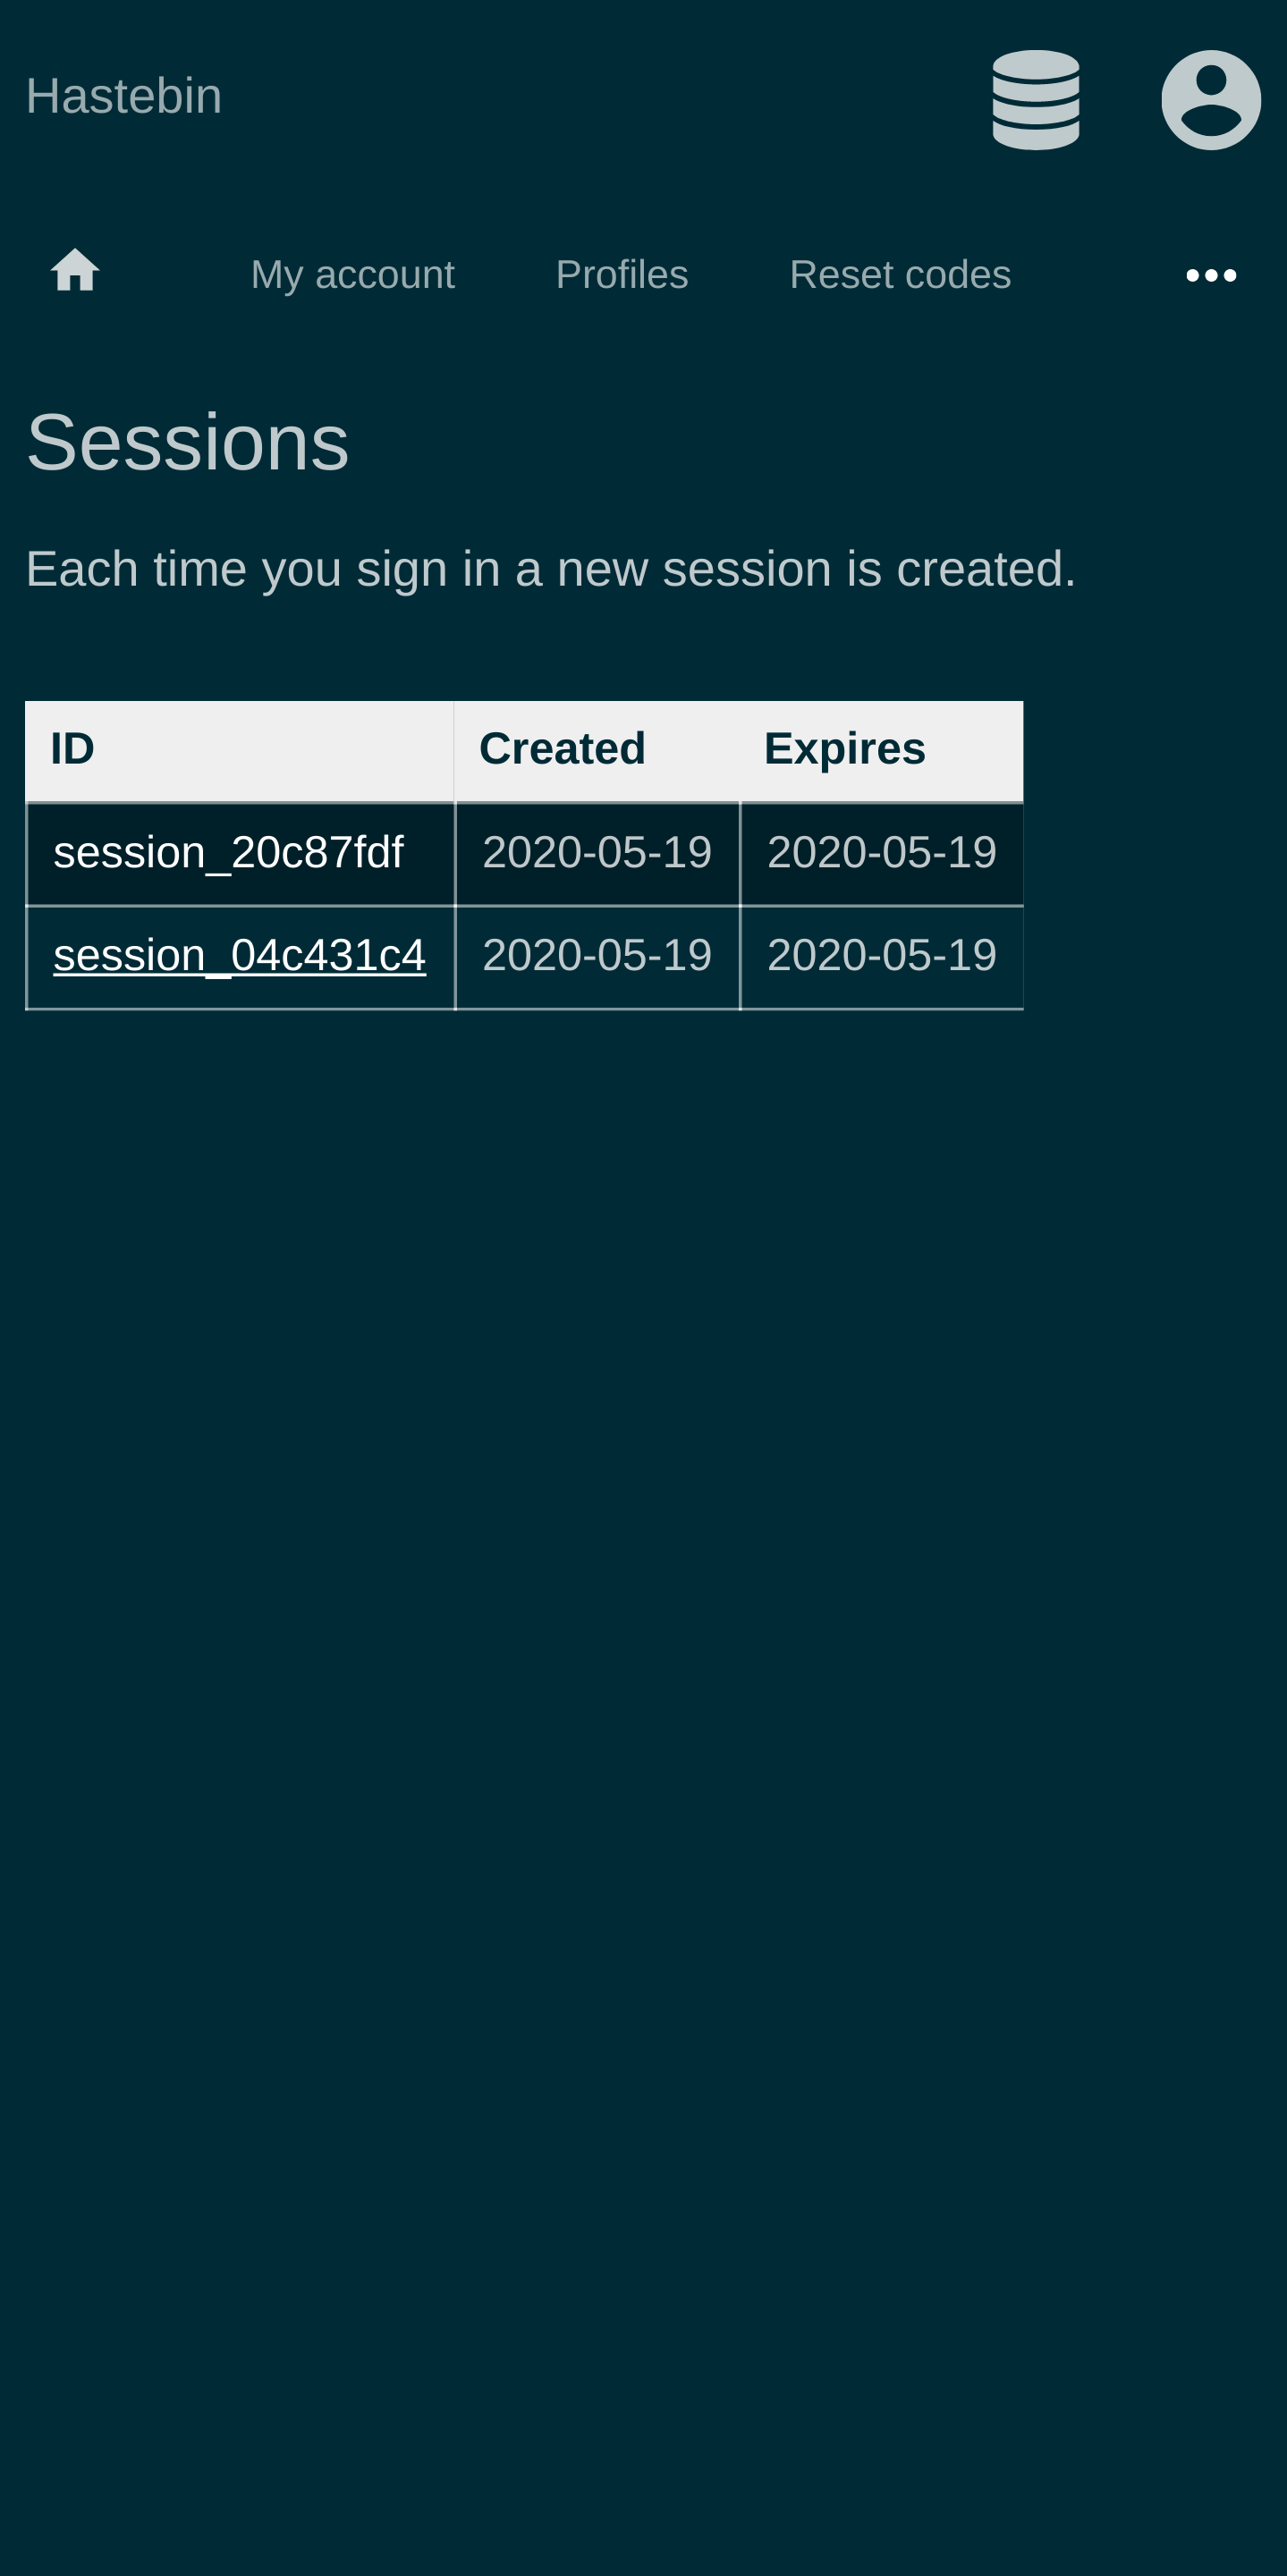 Hastebin
My account Profiles Reset codes
Sessions
Each time you sign in a new session is created.
ID Created Expires
session_20c87fdf 2020-05-19 2020-05-19
session_04c431c4 2020-05-19 2020-05-19